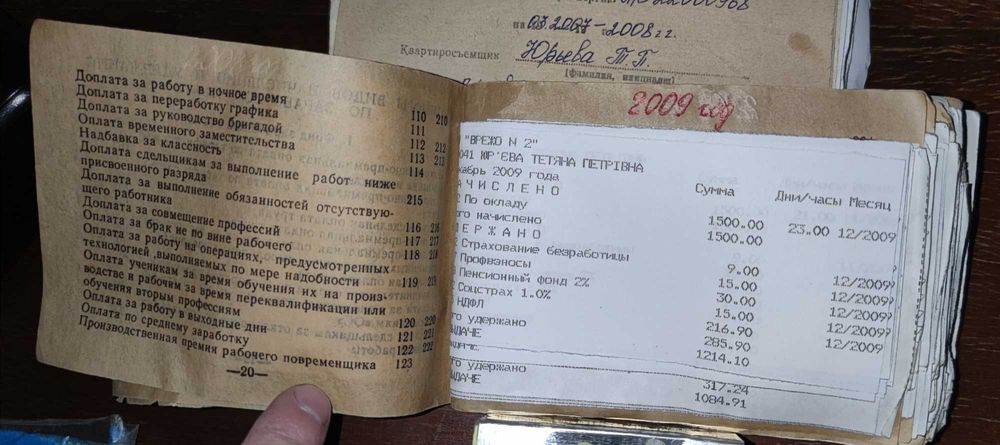 на 07.2007-2008 г.г.
Квартиросъемщик Юрьева Т.П.
(фамилия, инициалы)
Доплата за работу в ночное время 110 210
Доплата за переработку графика 111
Доплата за руководство бригадой 112 212
Оплата временного заместительства 113 213
Надбавка за классность 114
Доплата сдельщикам за выполнение работ ниже
присвоенного разряда 215
Доплата за выполнение обязанностей отсутствую-
щего работника 116 216
Доплата за совмещение профессий 117 217
Оплата за брак не по вине рабочего 118 218
Оплата за работу на операциях, предусмотренных
технологией, выполняемых по мере надобности 119 219
Оплата ученикам за время обучения их на произ-
водстве и рабочим за время переквалификации или
обучения вторым профессиям 120 220
Оплата за работу в выходные дни 121 221
Оплата по среднему заработку 122 222
Производственная премия рабочего повременщика 123
—20—
2009 год
"ВРЕЖО N 2"
041 ЮР'ЄВА ТЕТЯНА ПЕТРІВНА
кабрь 2009 года
АЧИСЛЕНО Сумма Дни/часы Месяц
По окладу 1500.00 23.00 12/2009
го начислено 1500.00
ДЕРЖАНО
Страхование безработицы 9.00 12/2009
Профвзносы 15.00 12/2009
Пенсионный фонд 2% 30.00 12/2009
Соцстрах 1.0% 15.00 12/2009
НДФЛ 216.90 12/2009
го удержано 285.90
ЫДАЧЕ 1214.10
го удержано 317.24
ЫДАЧЕ 1084.91